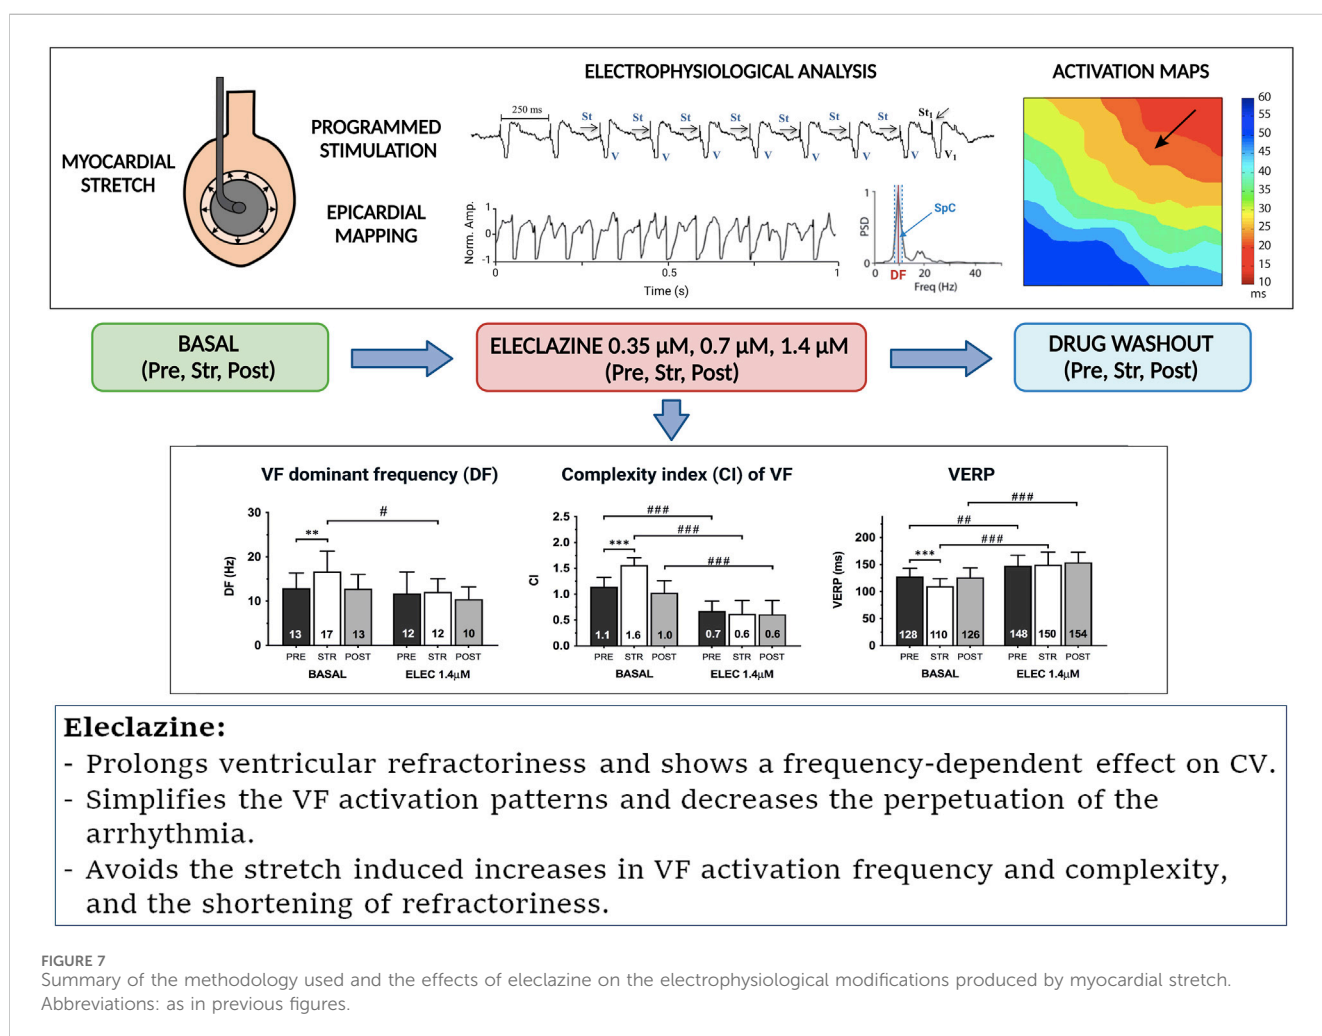 MYOCARDIAL
STRETCH
PROGRAMMED
STIMULATION
EPICARDIAL
MAPPING
ELECTROPHYSIOLOGICAL ANALYSIS
250 ms
St St St St St St St St₁
V V V V V V V V₁
Norm. Amp.
1
0
-1
0 0.5 1
Time (s)
PSD
1
0
SpC
0 20 40
DF
Freq (Hz)
ACTIVATION MAPS
60
55
50
45
40
35
30
25
20
15
10
ms
BASAL
(Pre, Str, Post)
ELECLAZINE 0.35 µM, 0.7 µM, 1.4 µM
(Pre, Str, Post)
DRUG WASHOUT
(Pre, Str, Post)
VF dominant frequency (DF)
DF (Hz)
30
20
10
0
**
#
13 17 13 12 12 10
PRE STR POST PRE STR POST
BASAL ELEC 1.4µM
Complexity index (CI) of VF
CI
2.5
2.0
1.5
1.0
0.5
0.0
###
###
***
###
1.1 1.6 1.0 0.7 0.6 0.6
PRE STR POST PRE STR POST
BASAL ELEC 1.4µM
VERP
VERP (ms)
200
150
100
50
0
###
##
###
***
128 110 126 148 150 154
PRE STR POST PRE STR POST
BASAL ELEC 1.4µM
Eleclazine:
- Prolongs ventricular refractoriness and shows a frequency-dependent effect on CV.
- Simplifies the VF activation patterns and decreases the perpetuation of the
arrhythmia.
- Avoids the stretch induced increases in VF activation frequency and complexity,
and the shortening of refractoriness.
FIGURE 7
Summary of the methodology used and the effects of eleclazine on the electrophysiological modifications produced by myocardial stretch.
Abbreviations: as in previous figures.